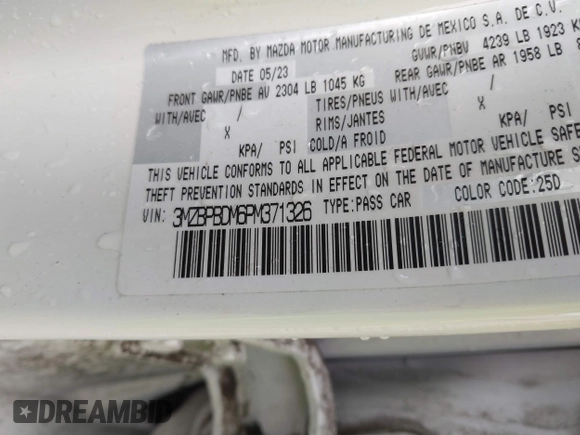 MFD. BY MAZDA MOTOR MANUFACTURING DE MEXICO S.A. DE C.V.
DATE 05/23 GVWR/PNBV 4239 LB 1923 K
FRONT GAWR/PNBE AV 2304 LB 1045 KG REAR GAWR/PNBE AR 1958 LB
WITH/AVEC / TIRES/PNEUS WITH/AVEC /
X RIMS/JANTES X
KPA/ PSI COLD/A FROID KPA/ PSI
THIS VEHICLE CONFORMS TO ALL APPLICABLE FEDERAL MOTOR VEHICLE SAFE
THEFT PREVENTION STANDARDS IN EFFECT ON THE DATE OF MANUFACTURE S
VIN: 3MZBPBDM6PM371326 TYPE:PASS CAR COLOR CODE:25D
DREAMBID